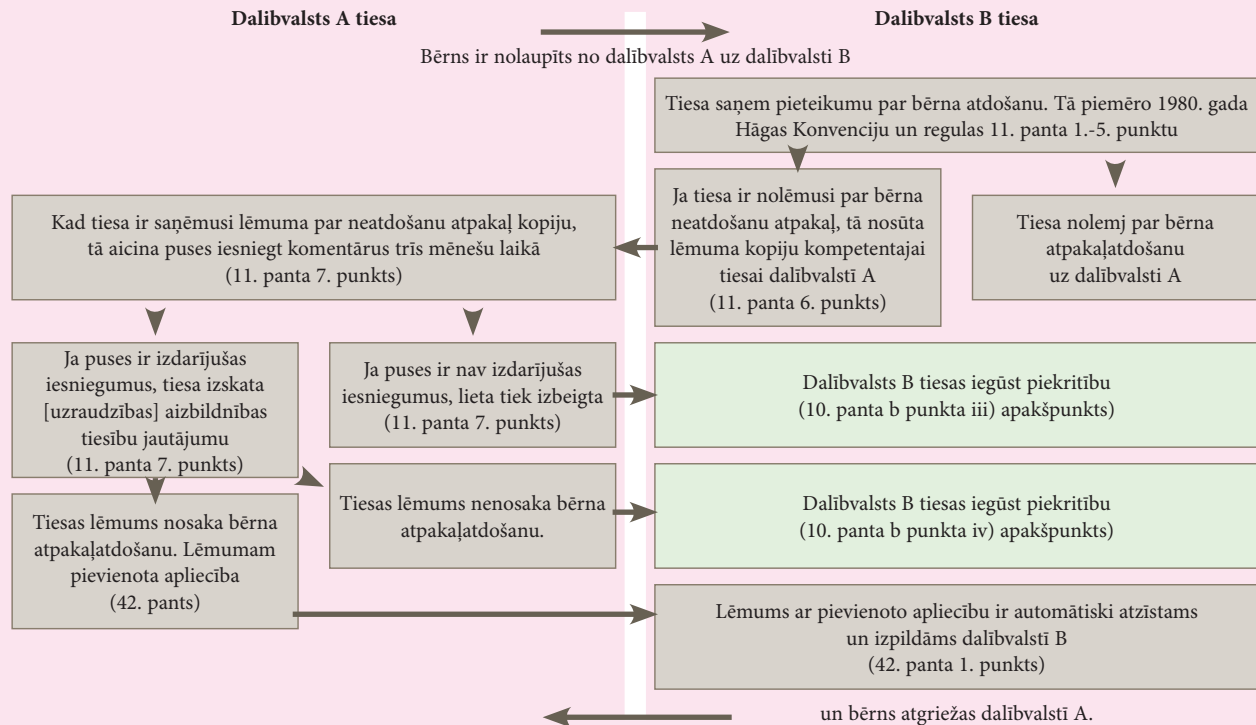 Dalibvalsts A tiesa
Dalibvalsts B tiesa
Bērns ir nolaupīts no dalībvalsts A uz dalībvalsti B
Tiesa saņem pieteikumu par bērna atdošanu. Tā piemēro 1980. gada
Hāgas Konvenciju un regulas 11. panta 1.-5. punktu
Ja tiesa ir nolēmusi par bērna
neatdošanu atpakaļ, tā nosūta
lēmuma kopiju kompetentajai
tiesai dalībvalstī A
(11. panta 6. punkts)
Tiesa nolemj par bērna
atpakaļatdošanu
uz dalībvalsti A
Kad tiesa ir saņēmusi lēmuma par neatdošanu atpakaļ kopiju,
tā aicina puses iesniegt komentārus trīs mēnešu laikā
(11. panta 7. punkts)
Ja puses ir izdarījušas
iesniegumus, tiesa izskata
[uzraudzības] aizbildnības
tiesību jautājumu
(11. panta 7. punkts)
Ja puses ir nav izdarījušas
iesniegumus, lieta tiek izbeigta
(11. panta 7. punkts)
Dalībvalsts B tiesas iegūst piekritību
(10. panta b punkta iii) apakšpunkts)
Tiesas lēmums nosaka bērna
atpakaļatdošanu. Lēmumam
pievienota apliecība
(42. pants)
Tiesas lēmums nenosaka bērna
atpakaļatdošanu.
Dalībvalsts B tiesas iegūst piekritību
(10. panta b punkta iv) apakšpunkts)
Lēmums ar pievienoto apliecību ir automātiski atzīstams
un izpildāms dalībvalstī B
(42. panta 1. punkts)
un bērns atgriežas dalībvalstī A.